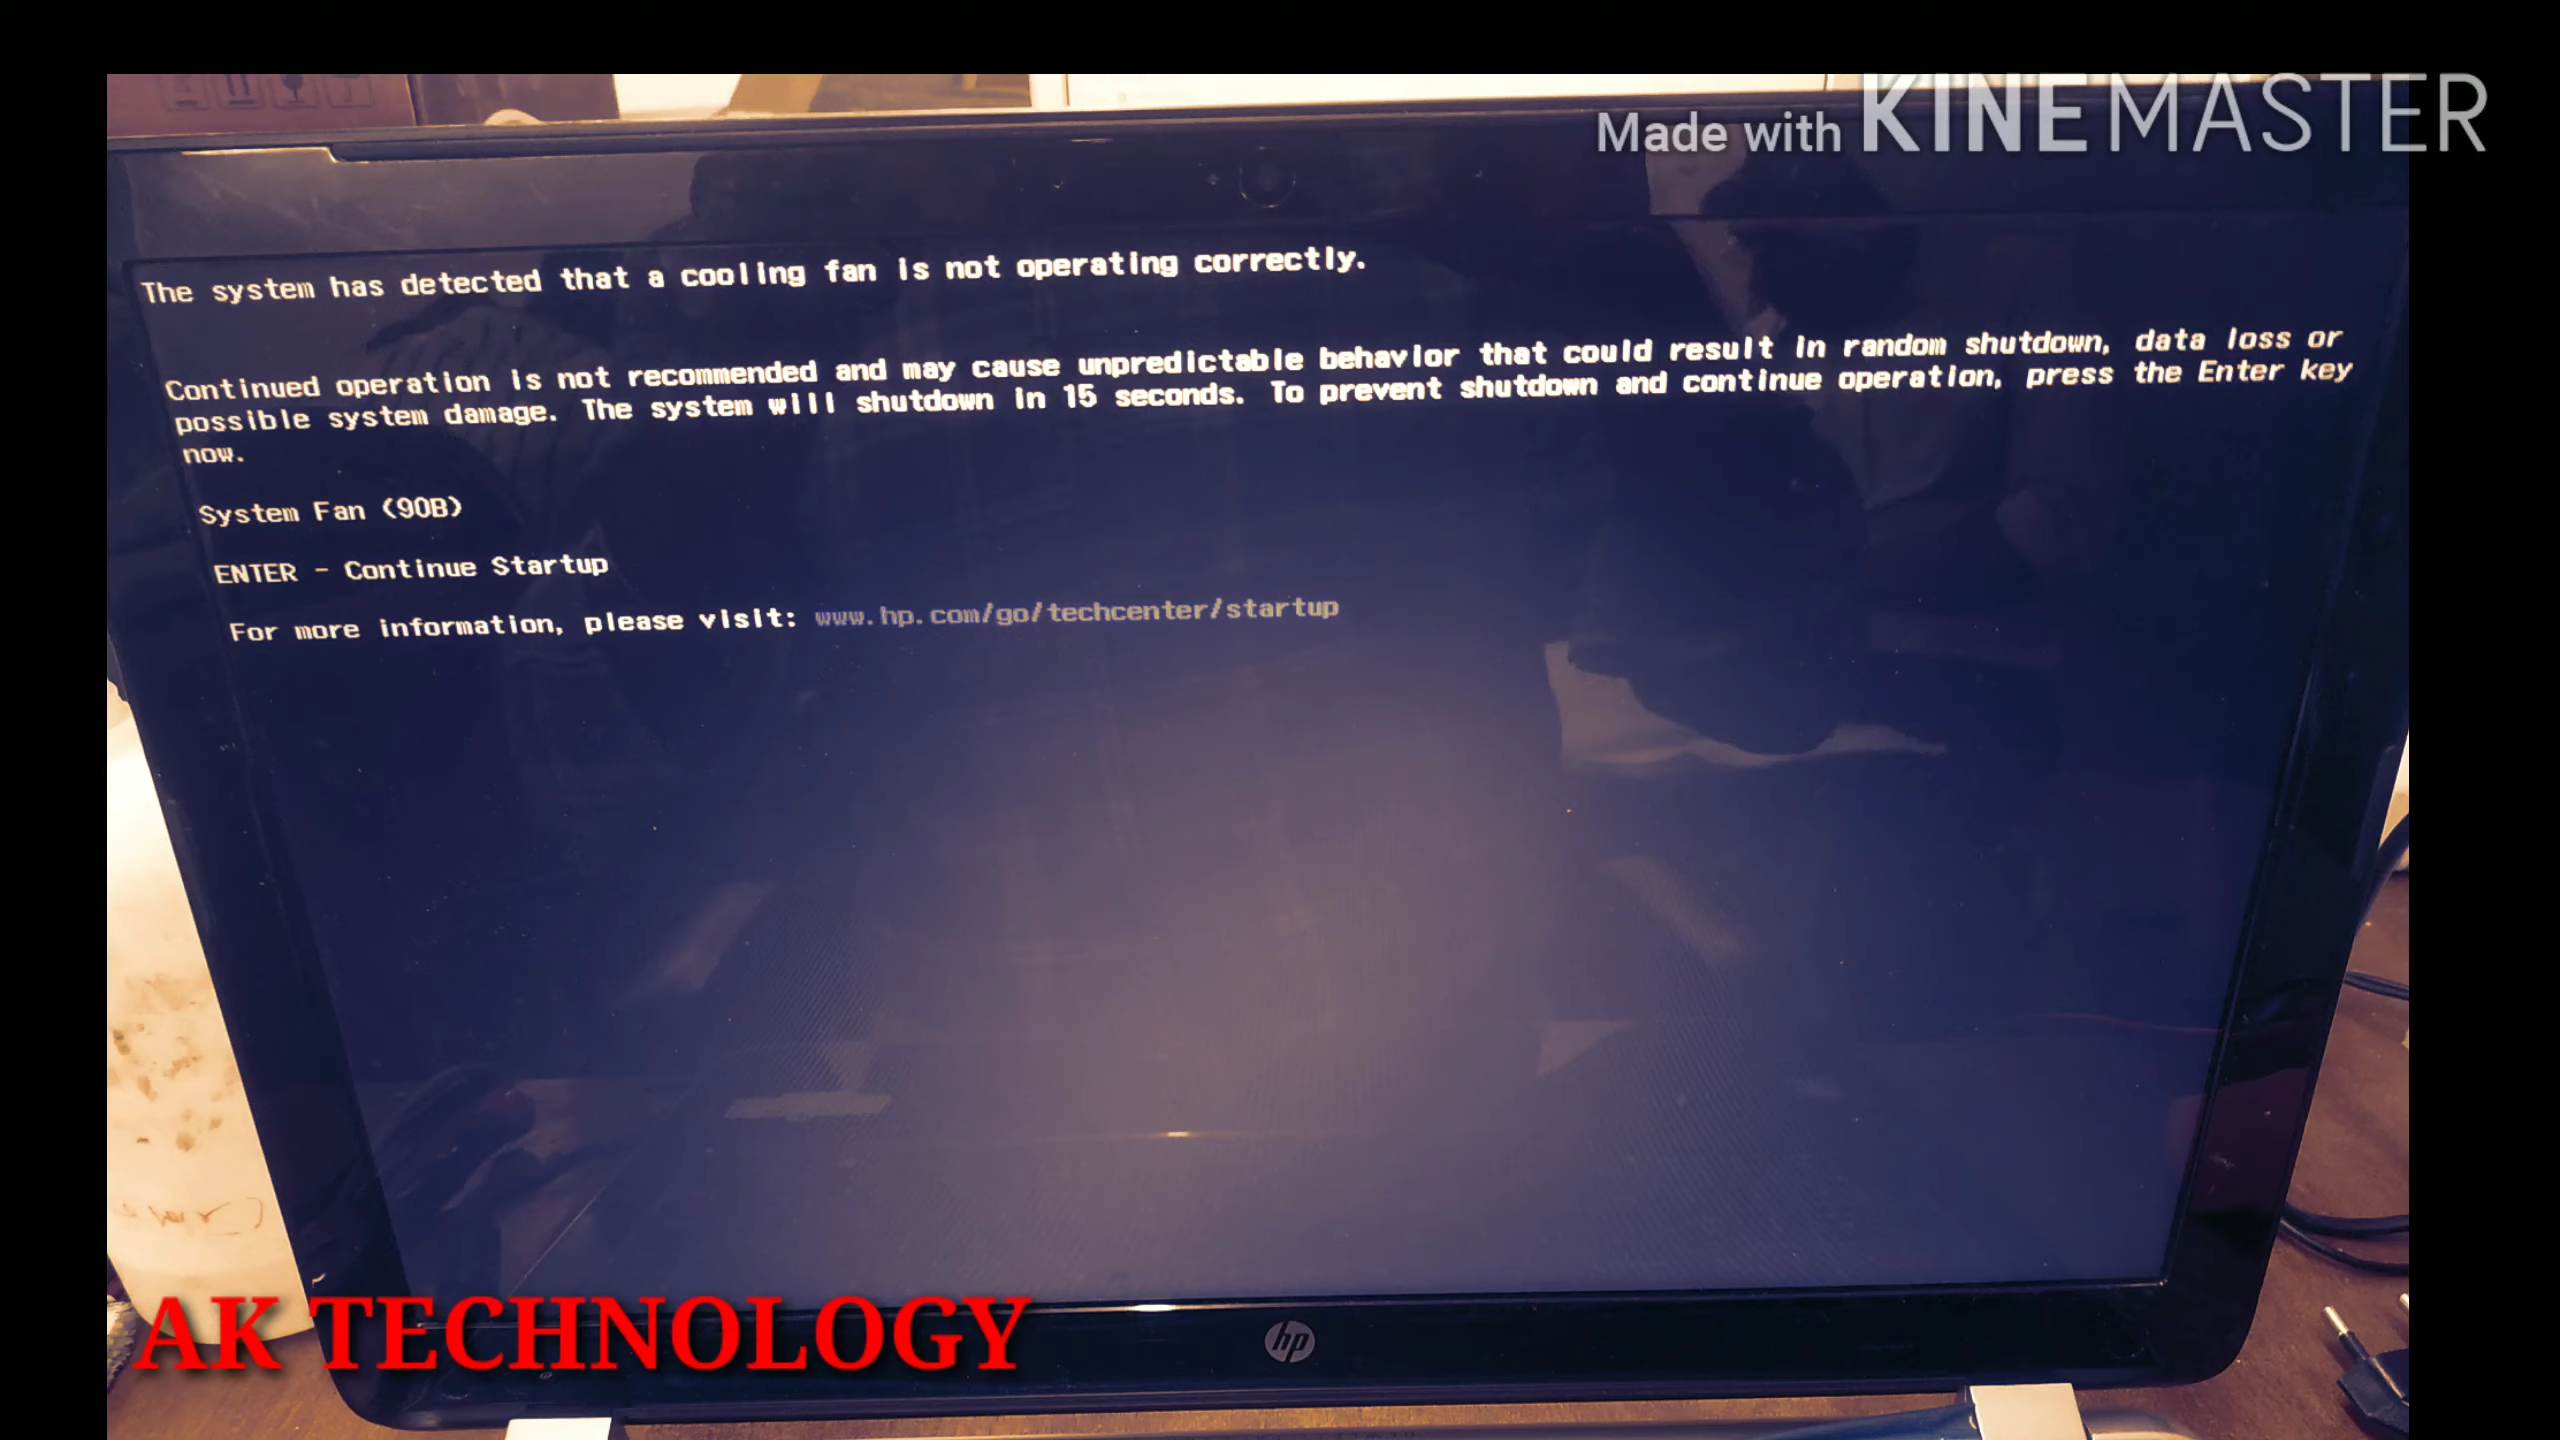 Made with KINEMASTER
The system has detected that a cooling fan is not operating correctly.
Continued operation is not recommended and may cause unpredictable behavior that could result in random shutdown, data loss or
possible system damage. The system will shutdown in 15 seconds. To prevent shutdown and continue operation, press the Enter key
now.
System Fan (90B)
ENTER - Continue Startup
For more information, please visit: www.hp.com/go/techcenter/startup
AK TECHNOLOGY
hp